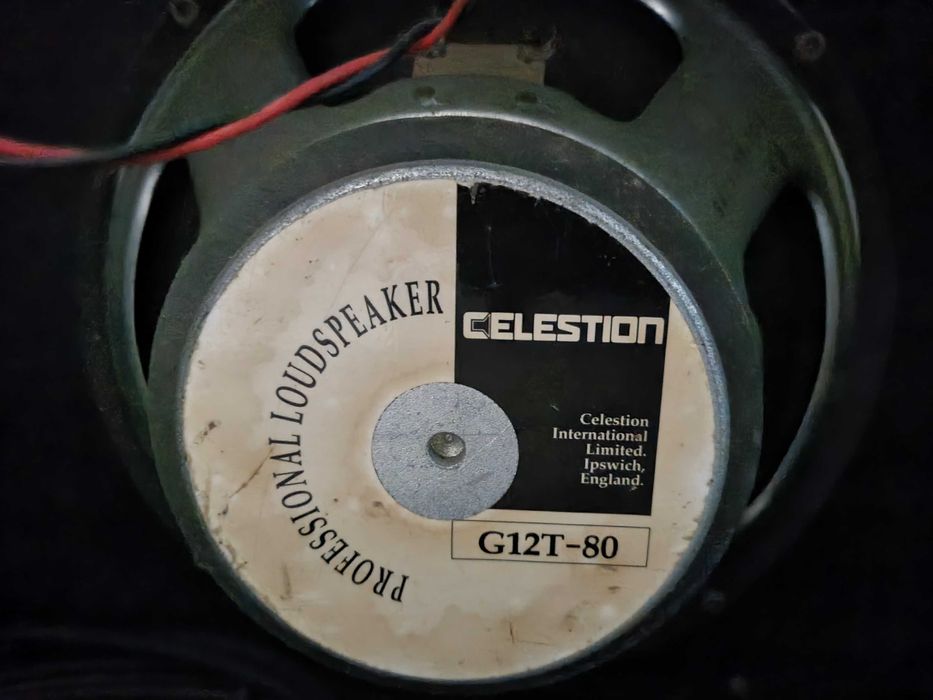 PROFESSIONAL LOUDSPEAKER
CELESTION
Celestion
International
Limited.
Ipswich,
England.
G12T-80